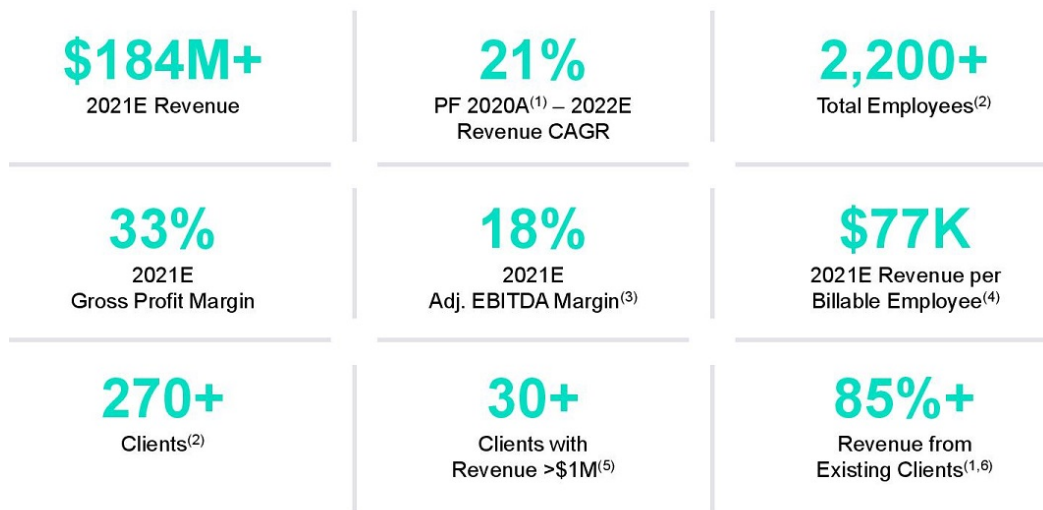 $184M+
2021E Revenue
21%
PF 2020A(1) – 2022E
Revenue CAGR
2,200+
Total Employees(2)
33%
2021E
Gross Profit Margin
18%
2021E
Adj. EBITDA Margin(3)
$77K
2021E Revenue per
Billable Employee(4)
270+
Clients(2)
30+
Clients with
Revenue >$1M(5)
85%+
Revenue from
Existing Clients(1,6)